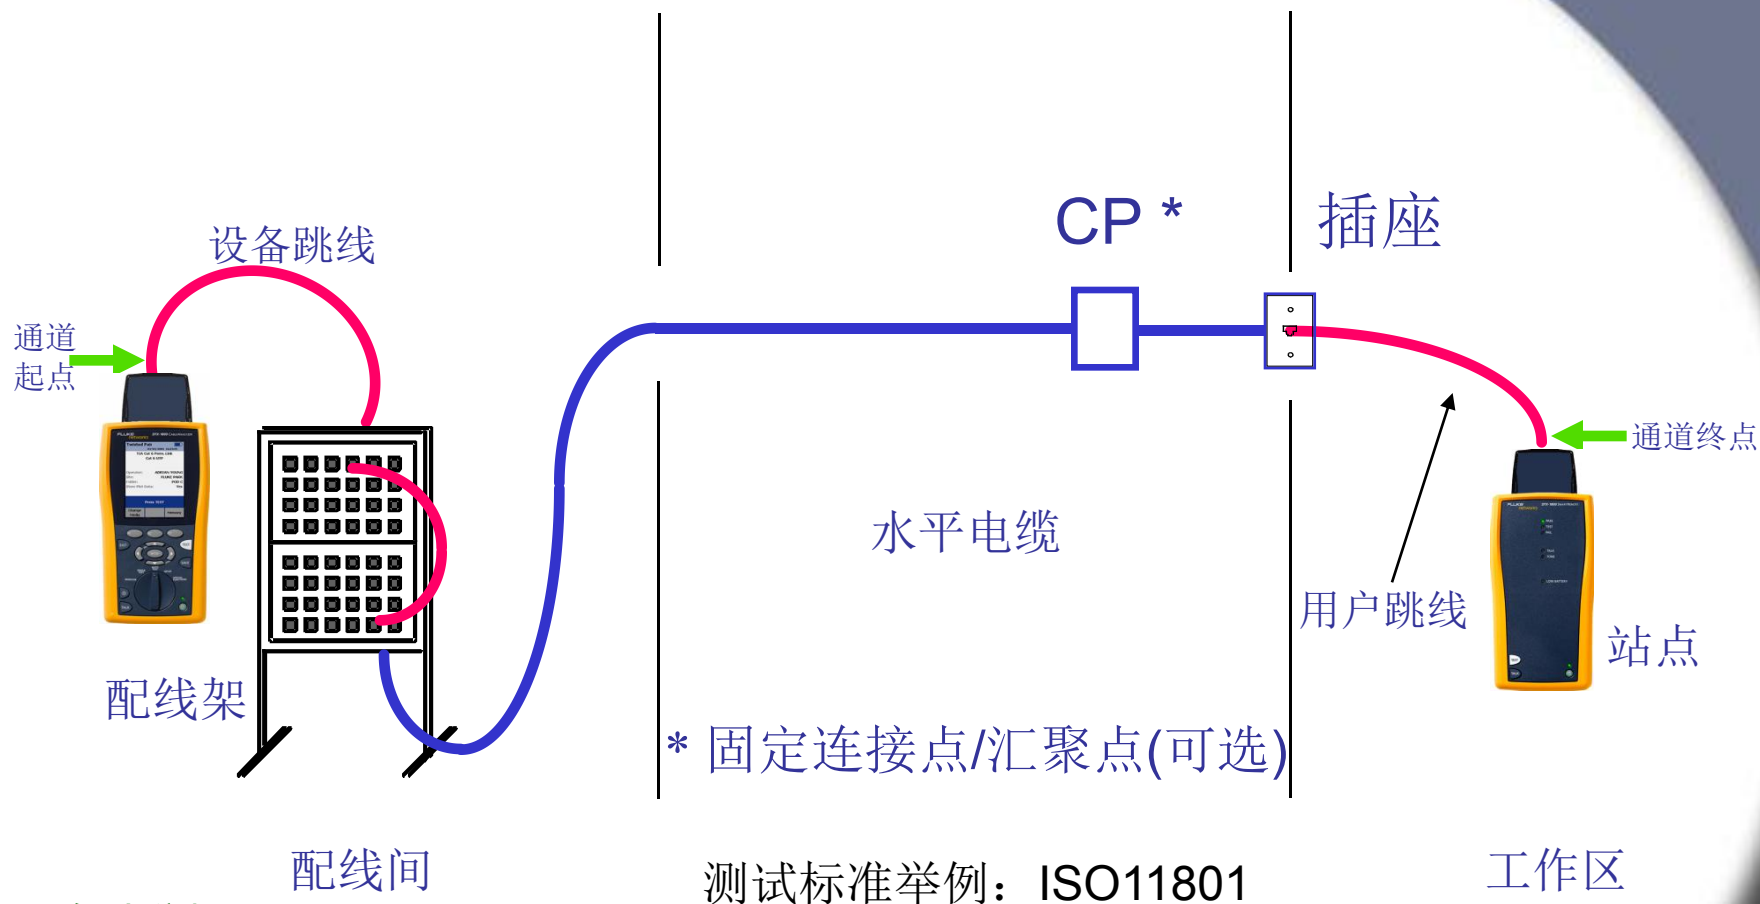 CP *
插座
设备跳线
通道
起点
通道终点
水平电缆
用户跳线
站点
配线架
* 固定连接点/汇聚点(可选)
配线间
测试标准举例：ISO11801
工作区